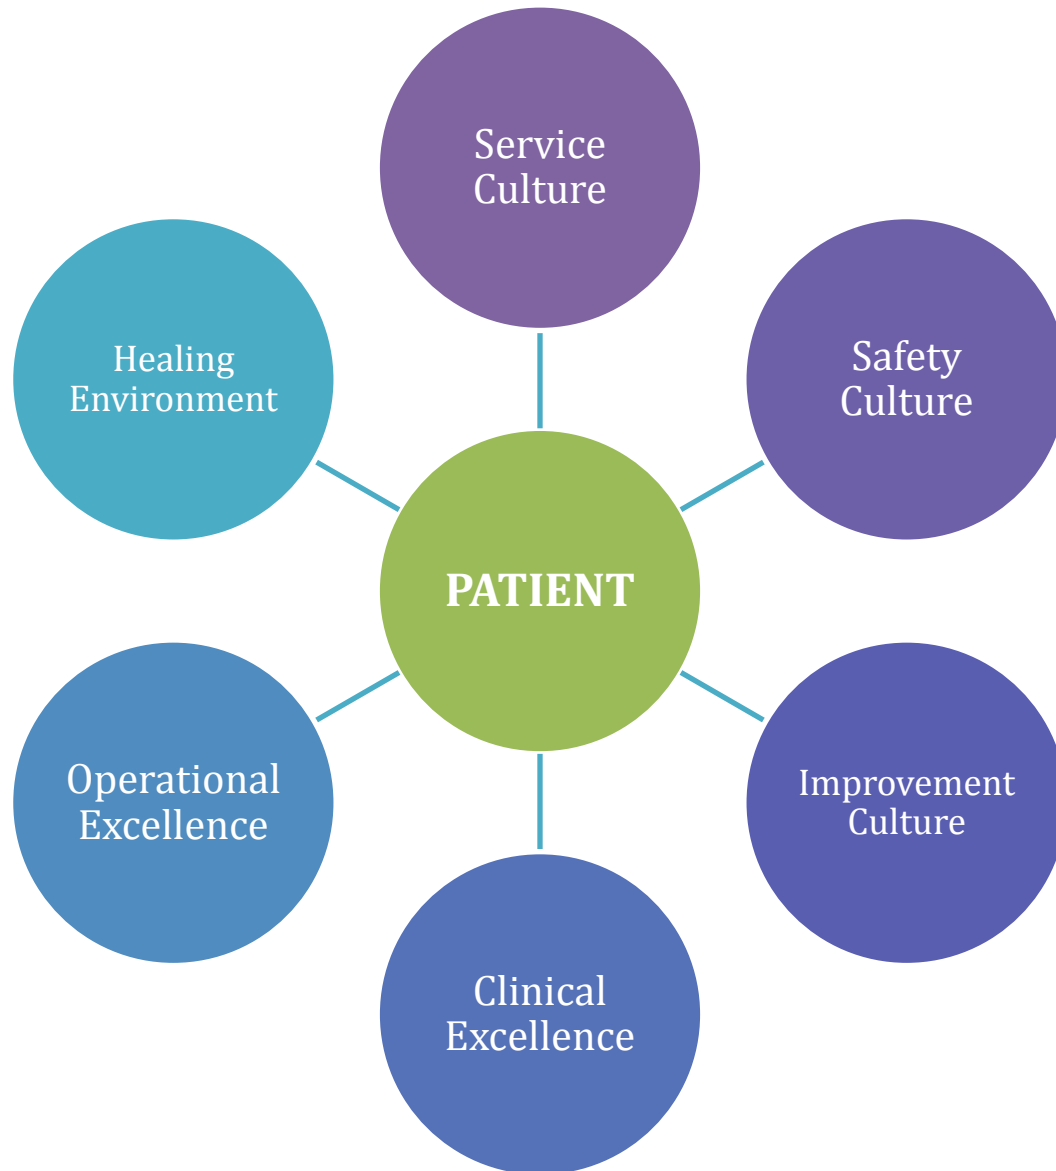 Service
Culture
Healing
Environment
Safety
Culture
PATIENT
Operational
Excellence
Improvement
Culture
Clinical
Excellence